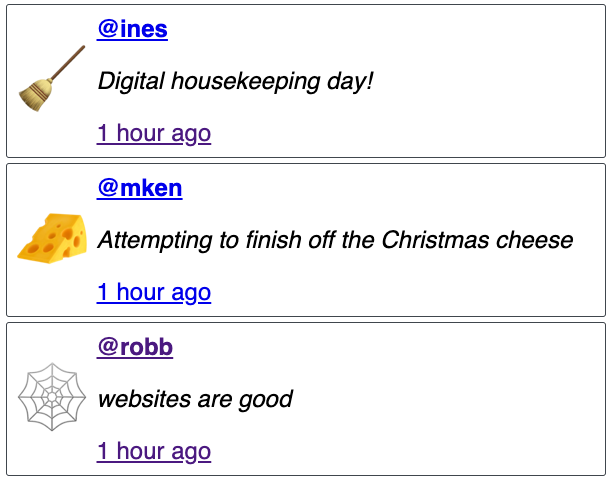 @ines
Digital housekeeping day!
1 hour ago
@mken
Attempting to finish off the Christmas cheese
1 hour ago
@robb
websites are good
1 hour ago